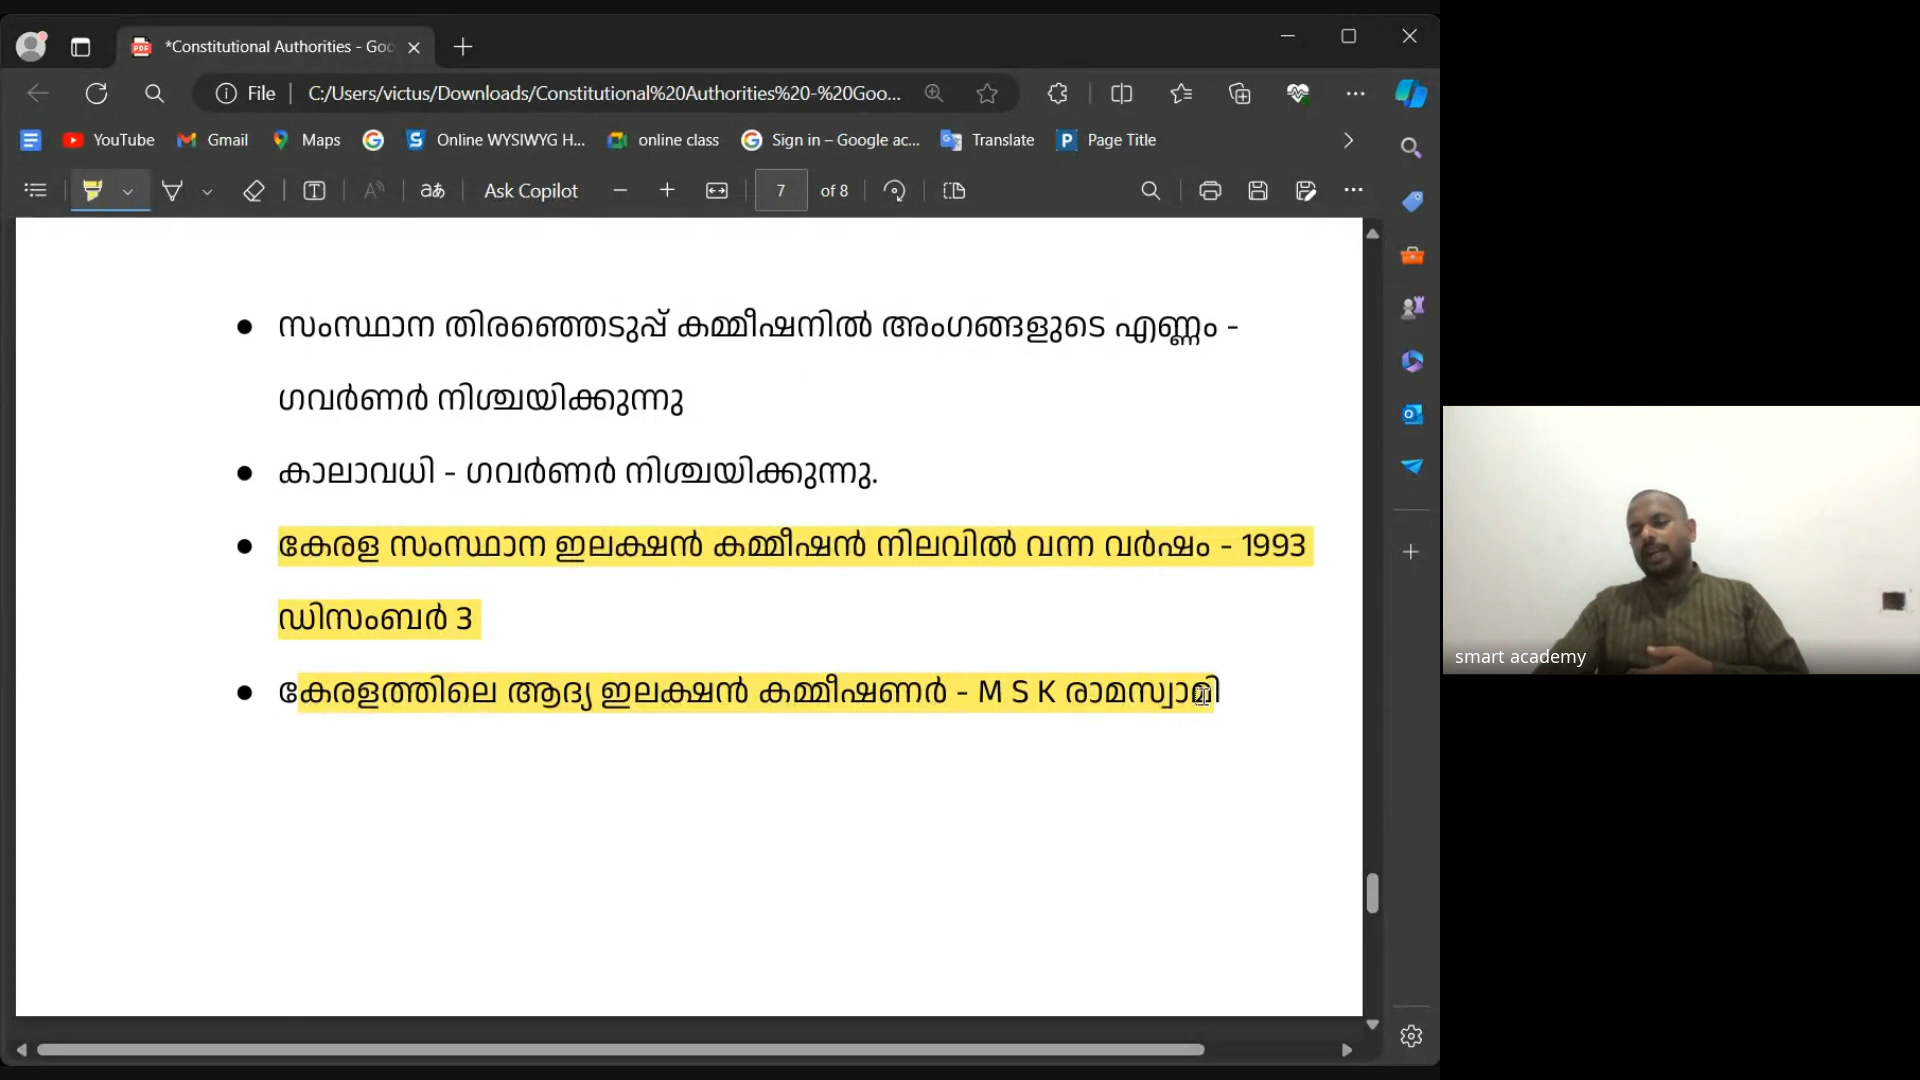 *Constitutional Authorities - Goo
File
C:/Users/victus/Downloads/Constitutional%20Authorities%20-%20Goo...
YouTube Gmail Maps Online WYSIWYG H... online class Sign in – Google ac... Translate Page Title
Ask Copilot 7 of 8
സംസ്ഥാന തിരഞ്ഞെടുപ്പ് കമ്മീഷനിൽ അംഗങ്ങളുടെ എണ്ണം -
ഗവർണർ നിശ്ചയിക്കുന്നു
കാലാവധി - ഗവർണർ നിശ്ചയിക്കുന്നു.
കേരള സംസ്ഥാന ഇലക്ഷൻ കമ്മീഷൻ നിലവിൽ വന്ന വർഷം - 1993
ഡിസംബർ 3
കേരളത്തിലെ ആദ്യ ഇലക്ഷൻ കമ്മീഷണർ - M S K രാമസ്വാമി
smart academy